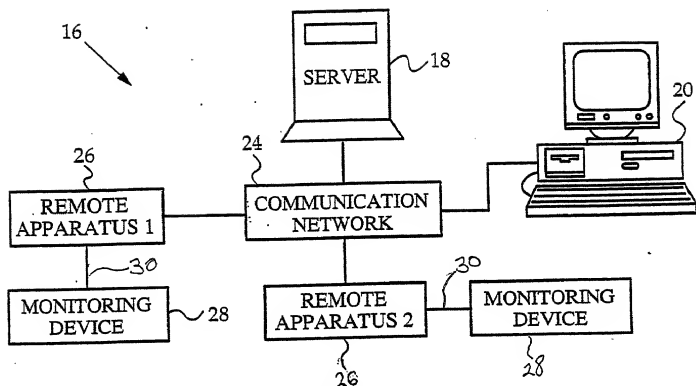 16
SERVER
18
20
26
24
REMOTE
APPARATUS 1
COMMUNICATION
NETWORK
30
MONITORING
DEVICE
28
REMOTE
APPARATUS 2
30
MONITORING
DEVICE
26
28